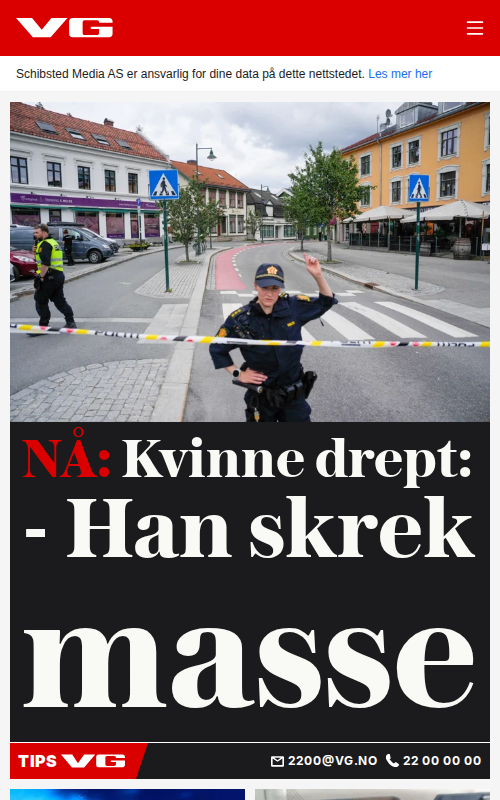 VG
Schibsted Media AS er ansvarlig for dine data på dette nettstedet. Les mer her
POLITI
NÅ: Kvinne drept:
- Han skrek
masse
TIPS VG 2200@VG.NO 22 00 00 00